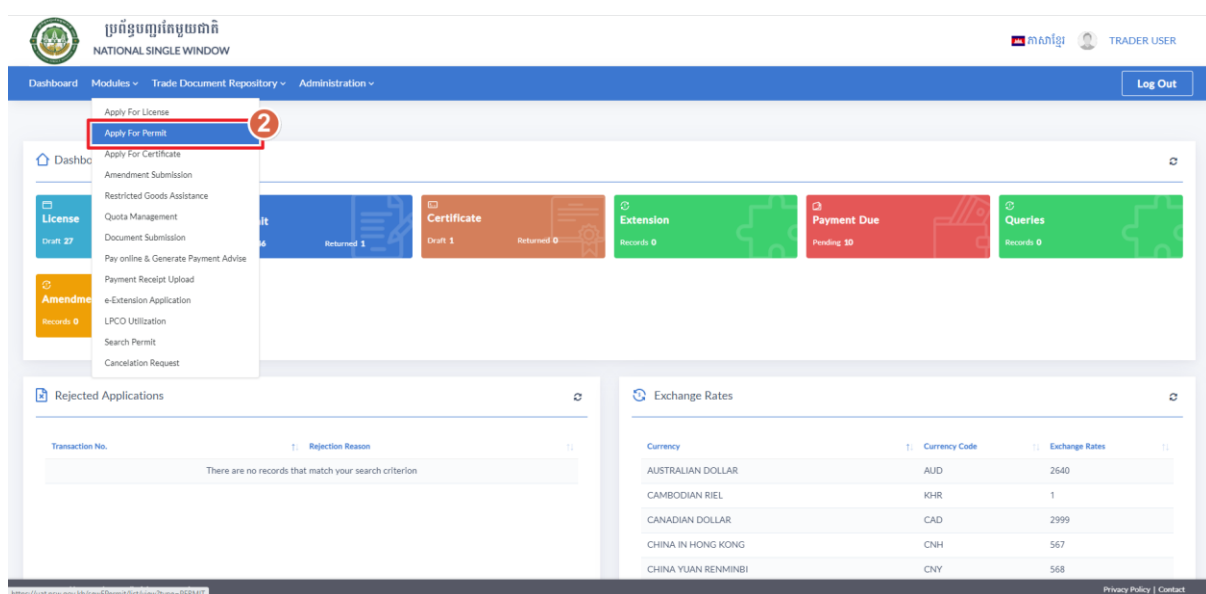 ប្រព័ន្ធបញ្ជរតែមួយជាតិ
NATIONAL SINGLE WINDOW
ភាសាខ្មែរ TRADER USER
Dashboard Modules Trade Document Repository Administration Log Out
Apply For License
2
Apply For Permit
Apply For Certificate
Amendment Submission
Restricted Goods Assistance
Quota Management
Document Submission
Pay online & Generate Payment Advise
Payment Receipt Upload
e-Extension Application
LPCO Utilization
Search Permit
Cancelation Request
Dashbo
License
Draft 27
it
Returned 1
Certificate
Draft 1 Returned 0
Extension
Records 0
Payment Due
Pending 10
Queries
Records 0
Amendme
Records 0
Rejected Applications
Transaction No. Rejection Reason
There are no records that match your search criterion
Exchange Rates
Currency Currency Code Exchange Rates
AUSTRALIAN DOLLAR AUD 2640
CAMBODIAN RIEL KHR 1
CANADIAN DOLLAR CAD 2999
CHINA IN HONG KONG CNH 567
CHINA YUAN RENMINBI CNY 568
Privacy Policy | Contact